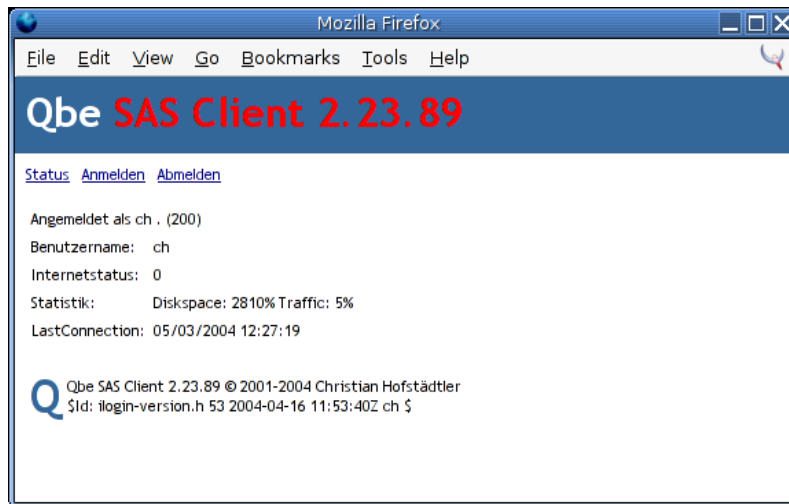 Mozilla Firefox
File Edit View Go Bookmarks Tools Help
Qbe SAS Client 2.23.89
Status Anmelden Abmelden
Angemeldet als ch . (200)
Benutzername: ch
Internetstatus: 0
Statistik: Diskspace: 2810% Traffic: 5%
LastConnection: 05/03/2004 12:27:19
Q
Qbe SAS Client 2.23.89 © 2001-2004 Christian Hofstädtler
$Id: ilogin-version.h 53 2004-04-16 11:53:40Z ch $